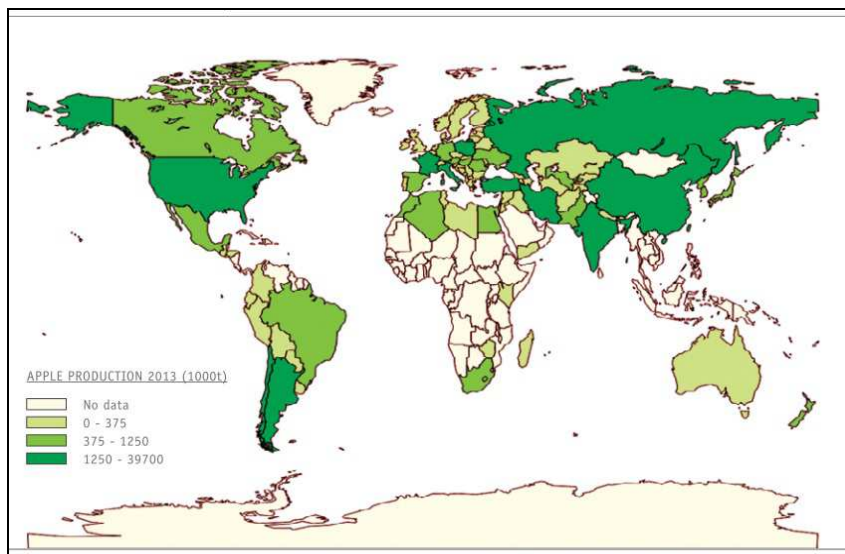 APPLE PRODUCTION 2013 (1000t)
No data
0 - 375
375 - 1250
1250 - 39700